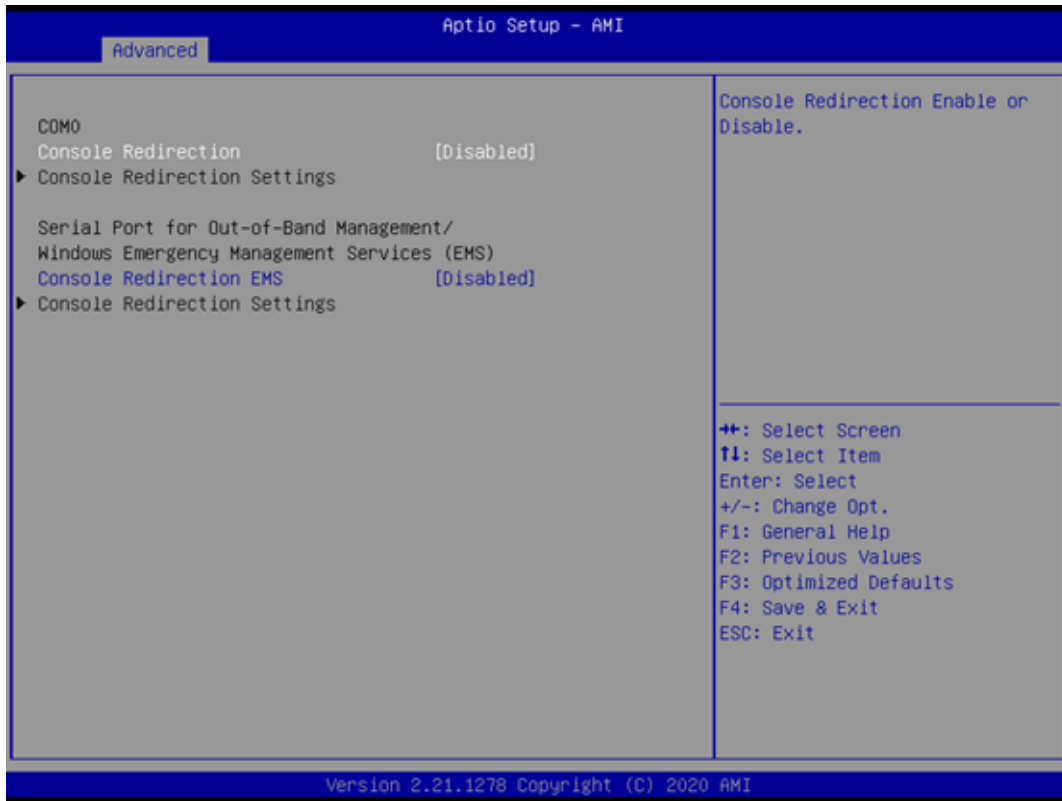 Aptio Setup – AMI
Advanced
COM0
Console Redirection [Disabled]
▶ Console Redirection Settings
Serial Port for Out-of-Band Management/
Windows Emergency Management Services (EMS)
Console Redirection EMS [Disabled]
▶ Console Redirection Settings
Console Redirection Enable or
Disable.
→←: Select Screen
↑↓: Select Item
Enter: Select
+/-: Change Opt.
F1: General Help
F2: Previous Values
F3: Optimized Defaults
F4: Save & Exit
ESC: Exit
Version 2.21.1278 Copyright (C) 2020 AMI